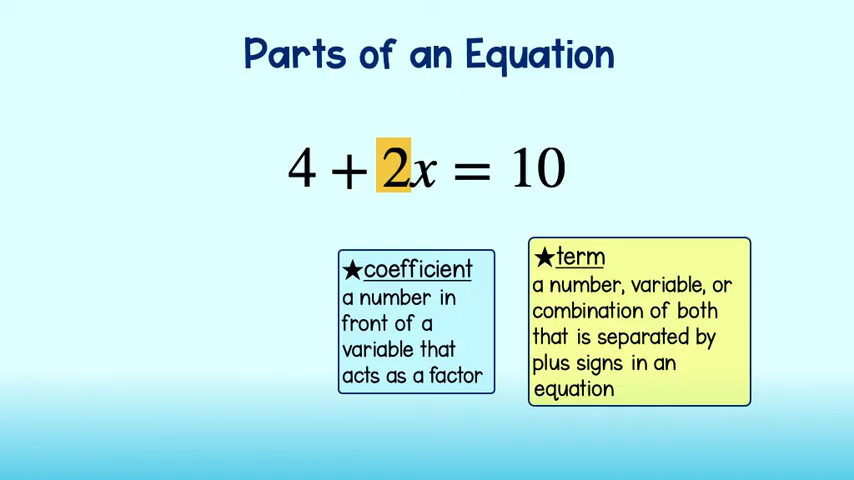 Parts of an Equation
4 + 2x = 10
★coefficient
a number in
front of a
variable that
acts as a factor
★term
a number, variable, or
combination of both
that is separated by
plus signs in an
equation